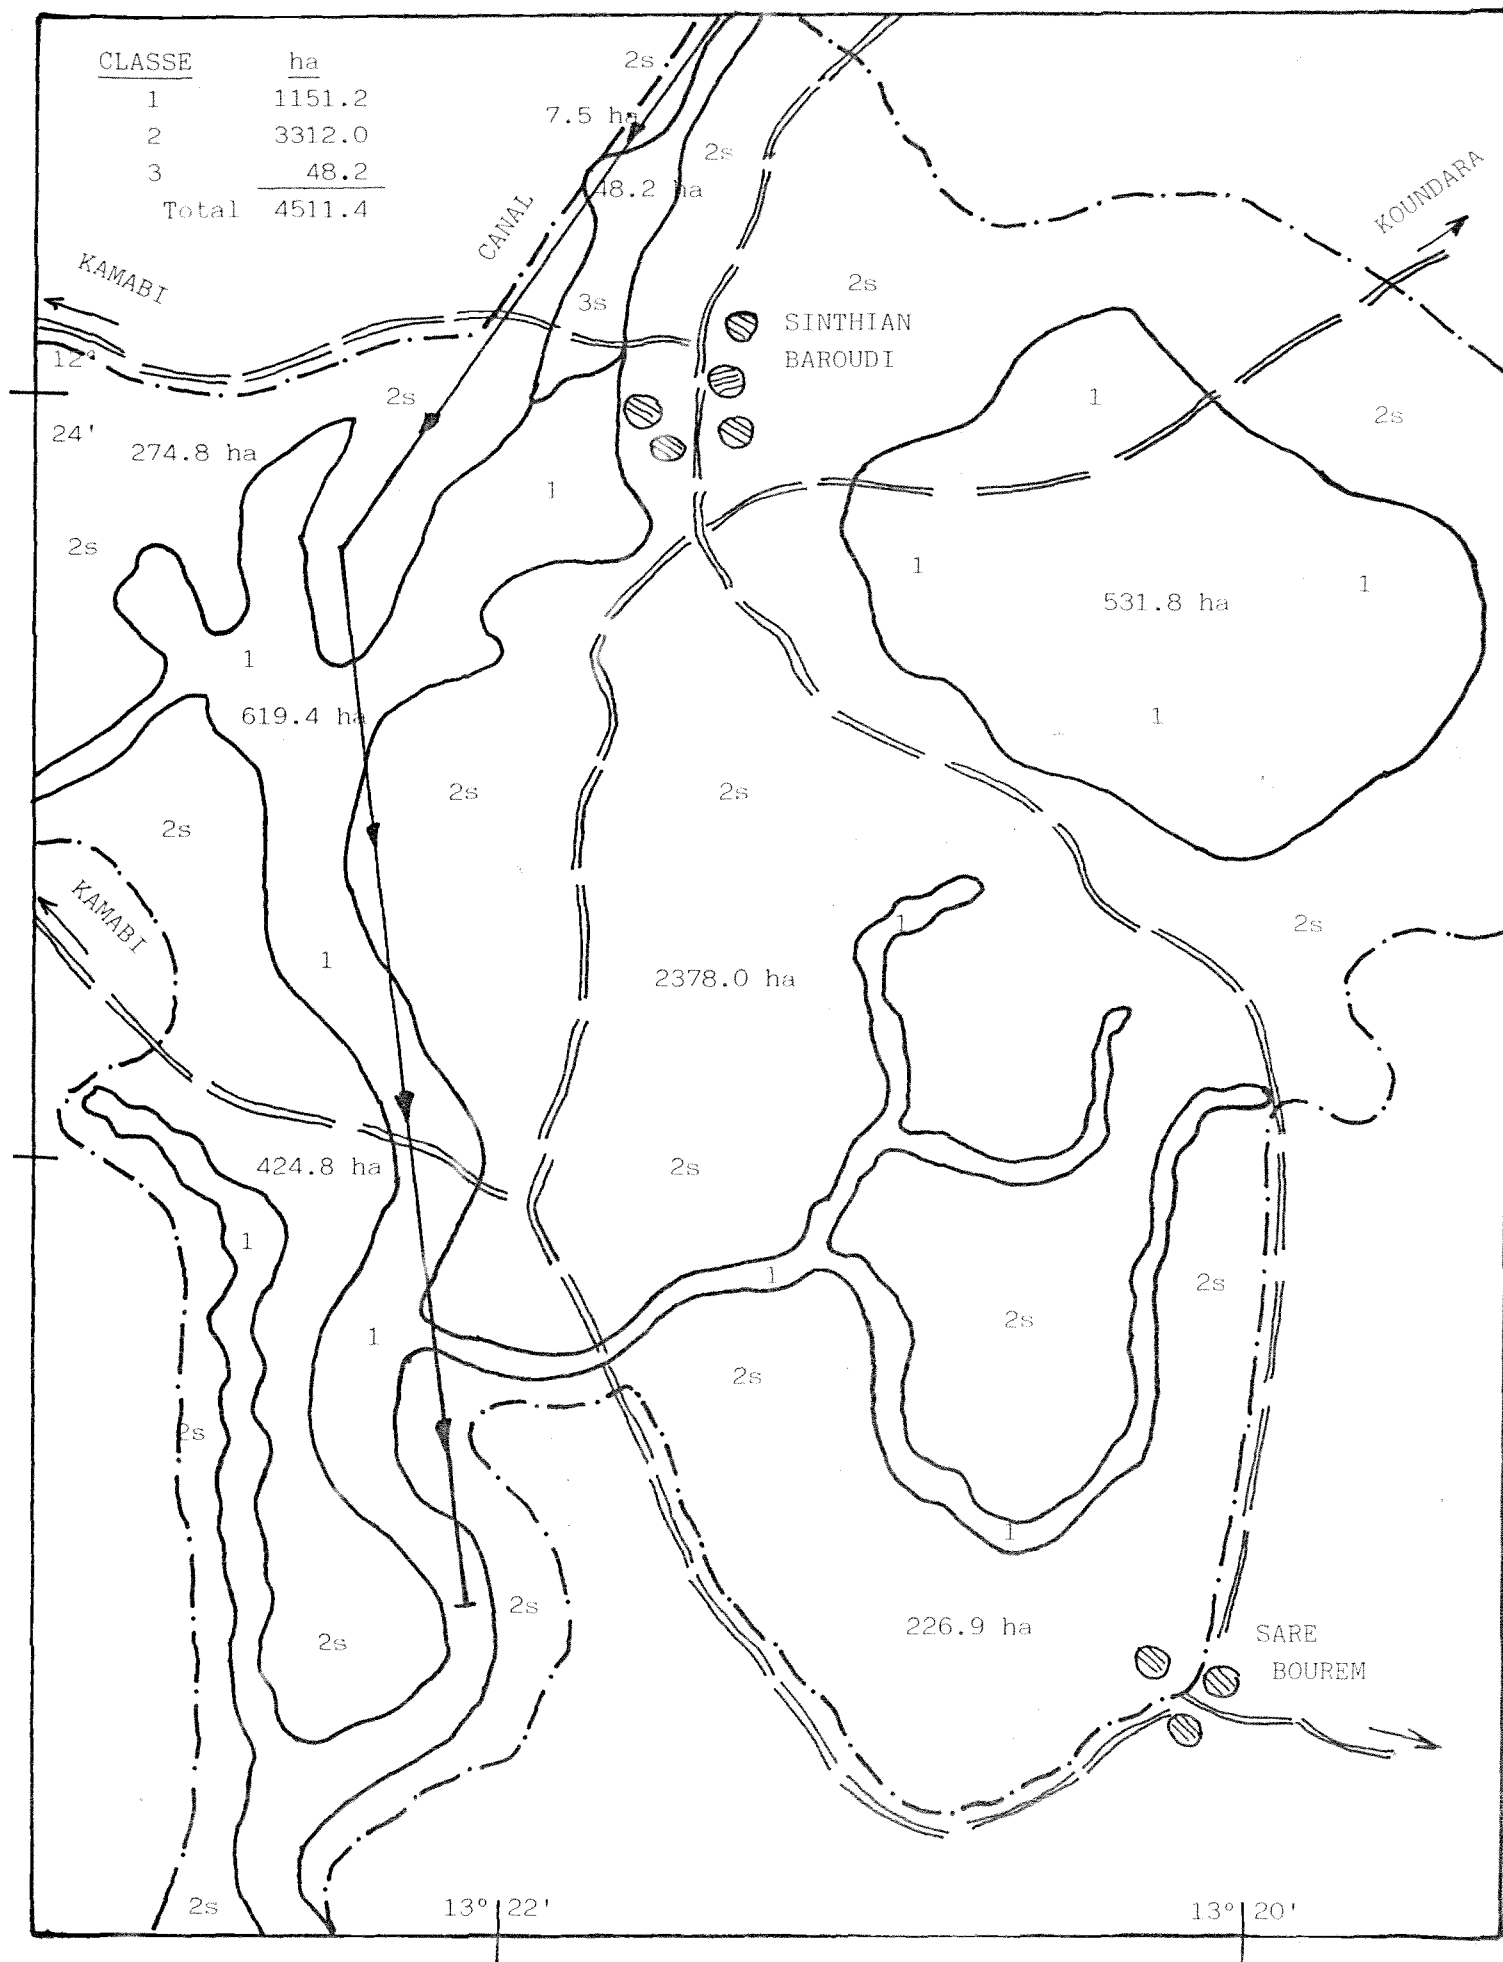 CLASSE ha
1 1151.2
2 3312.0
3 48.2
Total 4511.4
2s
7.5 ha
2s
48.2 ha
CANAL
KOUNDARA
KAMABI
2s
3s
SINTHIAN
BAROUDI
12°
2s
1
2s
24'
274.8 ha
1
2s
1
1
531.8 ha
1
619.4 ha
1
2s
2s
2s
KAMABI
1
2s
1
2378.0 ha
424.8 ha
2s
1
1
2s
2s
1
2s
2s
1
2s
2s
226.9 ha
SARE
BOUREM
2s
2s
13° 22'
13° 20'